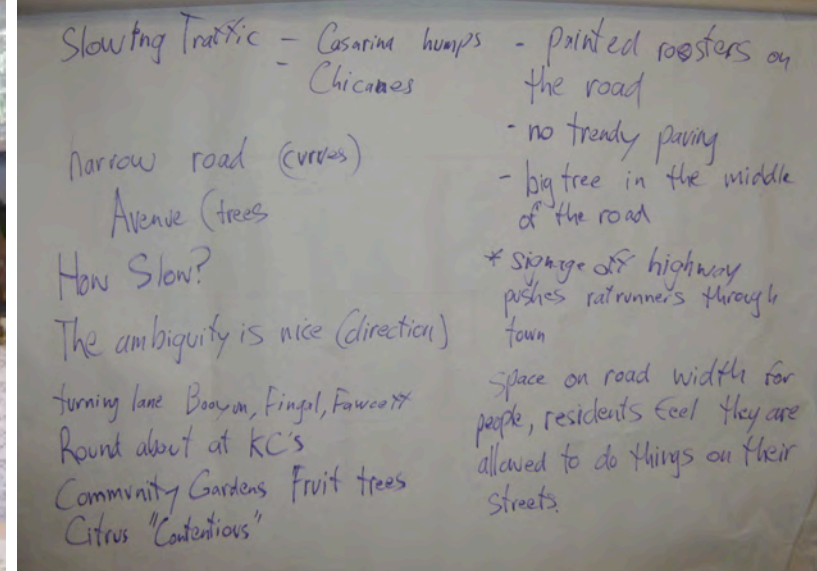 Slowing Traffic - Casarina humps
- Chicanes
narrow road (curves)
Avenue (trees
How Slow?
The ambiguity is nice (direction)
turning lane Booyun, Fingal, Fawcett
Round about at KC's
Community Gardens Fruit trees
Citrus "Contentious"
- painted roosters on
the road
- no trendy paving
- big tree in the middle
of the road
* signage off highway
pushes ratrunners through
town
space on road width for
people, residents feel they are
allowed to do things on their
streets.